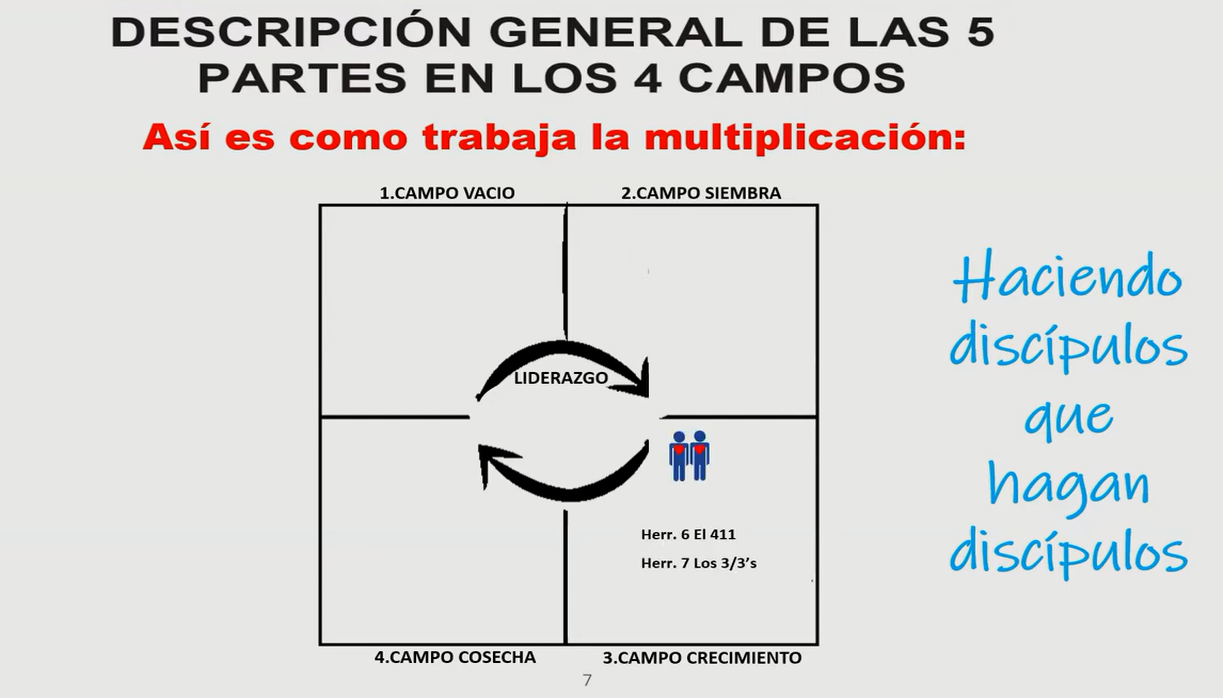 DESCRIPCIÓN GENERAL DE LAS 5
PARTES EN LOS 4 CAMPOS
Así es como trabaja la multiplicación:
1.CAMPO VACIO
2.CAMPO SIEMBRA
LIDERAZGO
Herr. 6 El 411
Herr. 7 Los 3/3's
4.CAMPO COSECHA
3.CAMPO CRECIMIENTO
Haciendo
discípulos
que
hagan
discípulos
7